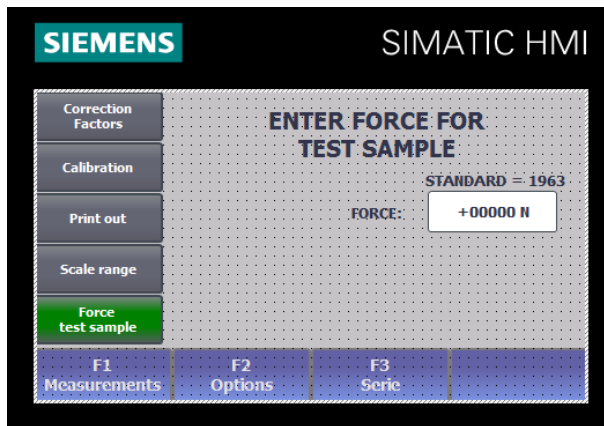 SIEMENS
SIMATIC HMI
Correction
Factors
Calibration
Print out
Scale range
Force
test sample
ENTER FORCE FOR
TEST SAMPLE
STANDARD = 1963
FORCE: +00000 N
F1
Measurements
F2
Options
F3
Serie